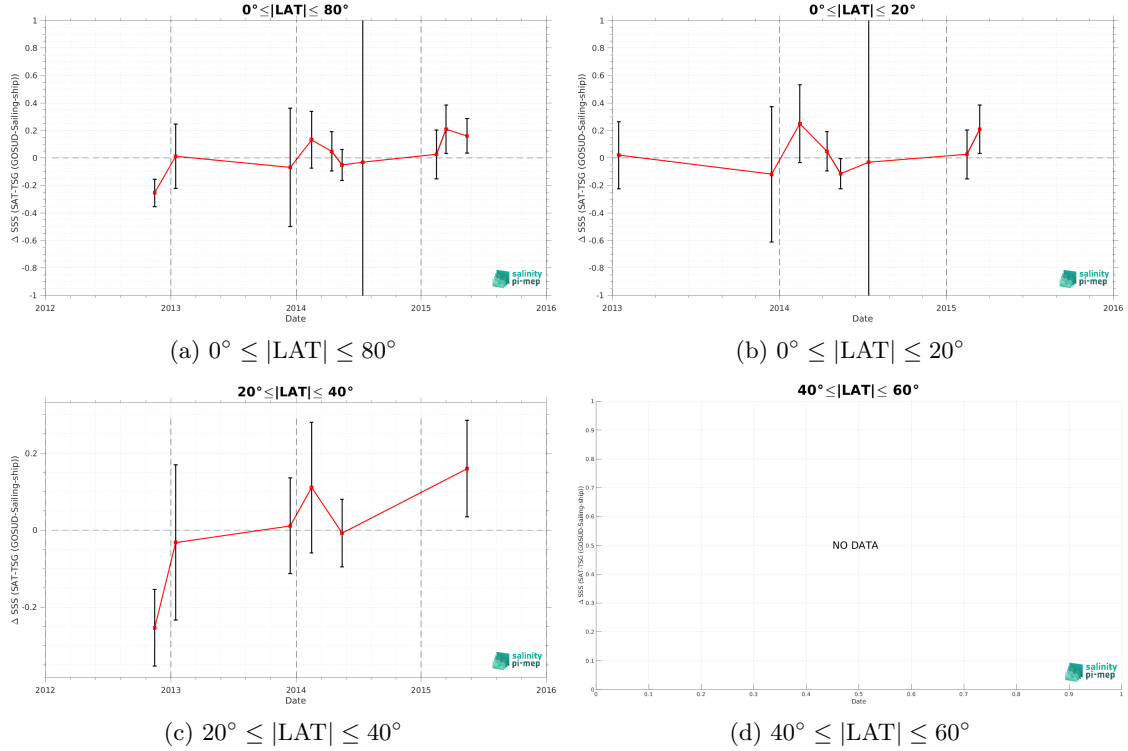 0°≤|LAT|≤ 80°
Δ SSS (SAT-TSG (GOSUD-Sailing-ship))
1
0.8
0.6
0.4
0.2
0
-0.2
-0.4
-0.6
-0.8
-1
2012
2013
2014
2015
2016
Date
salinity
pi-mep
(a) 0° ≤ |LAT| ≤ 80°
0°≤|LAT|≤ 20°
Δ SSS (SAT-TSG (GOSUD-Sailing-ship))
1
0.8
0.6
0.4
0.2
0
-0.2
-0.4
-0.6
-0.8
-1
2013
2014
2015
2016
Date
salinity
pi-mep
(b) 0° ≤ |LAT| ≤ 20°
20°≤|LAT|≤ 40°
Δ SSS (SAT-TSG (GOSUD-Sailing-ship))
0.2
0
-0.2
2012
2013
2014
2015
2016
Date
salinity
pi-mep
(c) 20° ≤ |LAT| ≤ 40°
40°≤|LAT|≤ 60°
Δ SSS (SAT-TSG (GOSUD-Sailing-ship))
1
0.9
0.8
0.7
0.6
0.5
0.4
0.3
0.2
0.1
0
NO DATA
0
0.1
0.2
0.3
0.4
0.5
0.6
0.7
0.8
0.9
1
Date
salinity
pi-mep
(d) 40° ≤ |LAT| ≤ 60°